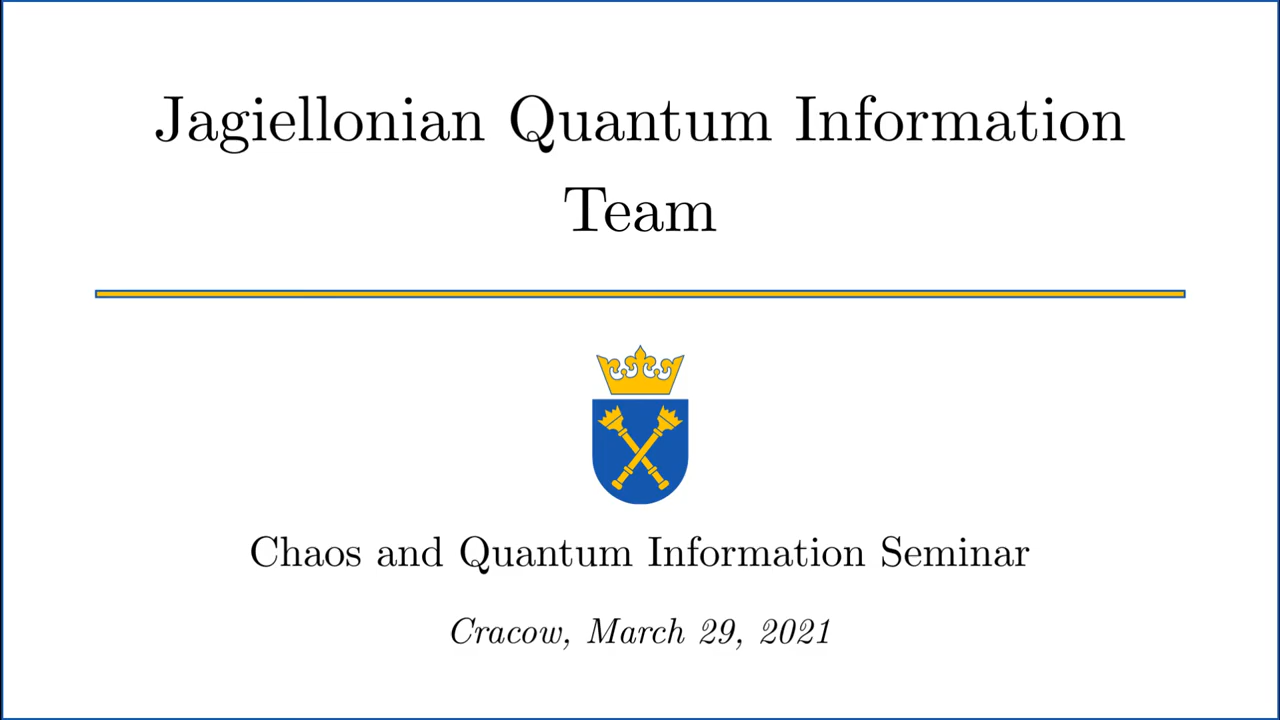 Jagiellonian Quantum Information
Team
Chaos and Quantum Information Seminar
Cracow, March 29, 2021